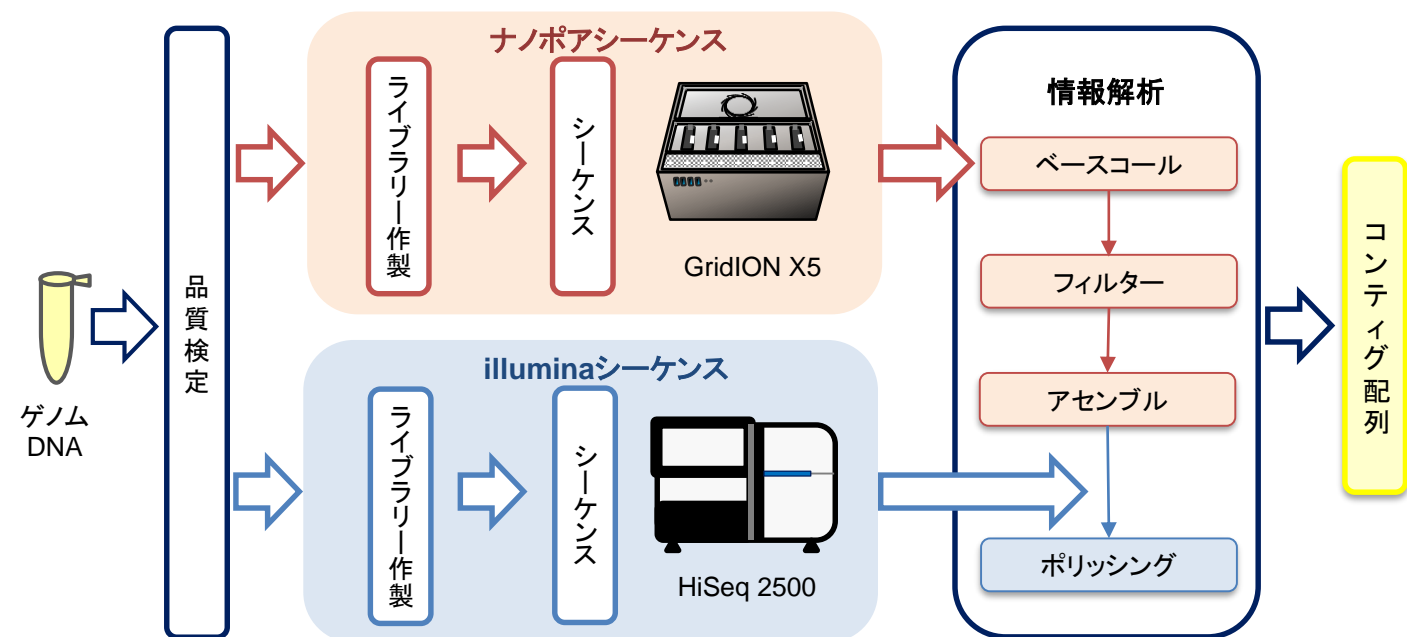 ゲノム
DNA
品質検定
ナノポアシーケンス
ライブラリー作製
シーケンス
GridION X5
illuminaシーケンス
ライブラリー作製
シーケンス
HiSeq 2500
情報解析
ベースコール
フィルター
アセンブル
ポリッシング
コンティグ配列